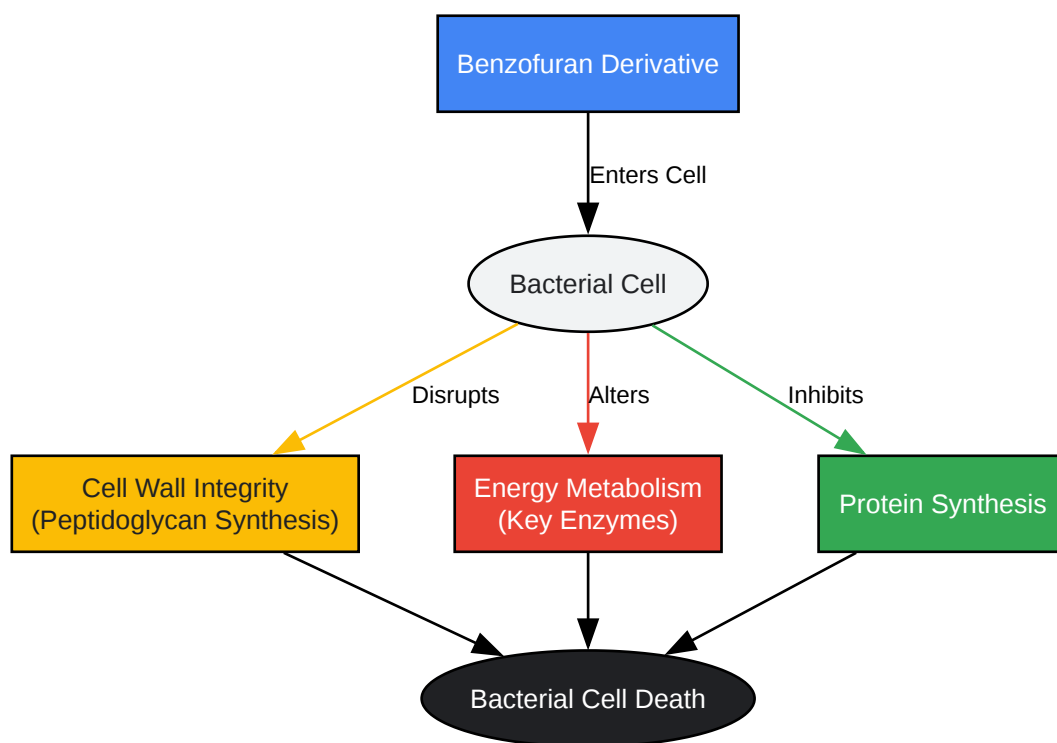 Benzofuran Derivative
Enters Cell
Bacterial Cell
Disrupts
Alters
Inhibits
Cell Wall Integrity
(Peptidoglycan Synthesis)
Energy Metabolism
(Key Enzymes)
Protein Synthesis
Bacterial Cell Death